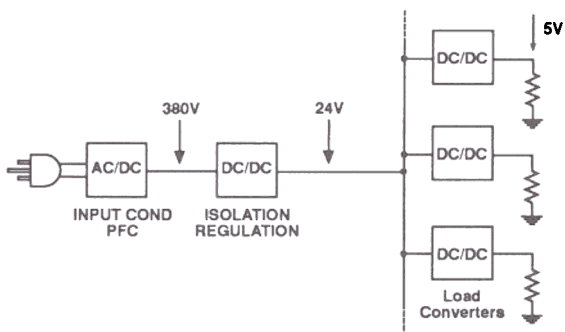 5V
DC/DC
380V
24V
AC/DC
DC/DC
DC/DC
INPUT COND
PFC
ISOLATION
REGULATION
DC/DC
Load
Converters